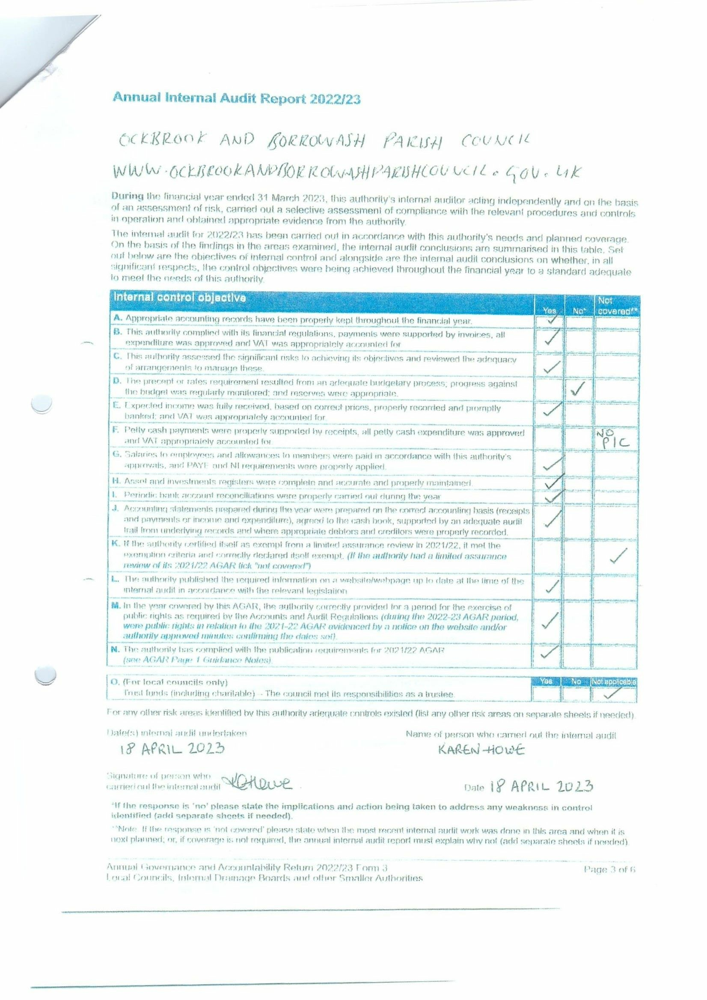 Annual Internal Audit Report 2022/23
OCKBROOK AND BORROWASH PARISH COUNCIL
WWW.OCKBROOKANDBORROWASHPARISHCOUNCIL.GOV.UK
During the financial year ended 31 March 2023, this authority's internal auditor acting independently and on the basis
of an assessment of risk, carried out a selective assessment of compliance with the relevant procedures and controls
in operation and obtained appropriate evidence from the authority.
The internal audit for 2022/23 has been carried out in accordance with this authority's needs and planned coverage.
On the basis of the findings in the areas examined, the internal audit conclusions are summarised in this table. Set
out below are the objectives of internal control and alongside are the internal audit conclusions on whether, in all
significant respects, the control objectives were being achieved throughout the financial year to a standard adequate
to meet the needs of this authority.
Internal control objective Yes No* Not covered**
A. Appropriate accounting records have been properly kept throughout the financial year. ✓
B. This authority complied with its financial regulations, payments were supported by invoices, all
expenditure was approved and VAT was appropriately accounted for. ✓
C. This authority assessed the significant risks to achieving its objectives and reviewed the adequacy
of arrangements to manage these. ✓
D. The precept or rates requirement resulted from an adequate budgetary process; progress against
the budget was regularly monitored; and reserves were appropriate. ✓
E. Expected income was fully received, based on correct prices, properly recorded and promptly
banked; and VAT was appropriately accounted for. ✓
F. Petty cash payments were properly supported by receipts, all petty cash expenditure was approved
and VAT appropriately accounted for. NO P/C
G. Salaries to employees and allowances to members were paid in accordance with this authority's
approvals, and PAYE and NI requirements were properly applied. ✓
H. Asset and investments registers were complete and accurate and properly maintained. ✓
I. Periodic bank account reconciliations were properly carried out during the year. ✓
J. Accounting statements prepared during the year were prepared on the correct accounting basis (receipts
and payments or income and expenditure), agreed to the cash book, supported by an adequate audit
trail from underlying records and where appropriate debtors and creditors were properly recorded. ✓
K. If the authority certified itself as exempt from a limited assurance review in 2021/22, it met the
exemption criteria and correctly declared itself exempt. (If the authority had a limited assurance
review of its 2021/22 AGAR tick "not covered") ✓
L. The authority published the required information on a website/webpage up to date at the time of the
internal audit in accordance with the relevant legislation ✓
M. In the year covered by this AGAR, the authority correctly provided for a period for the exercise of
public rights as required by the Accounts and Audit Regulations (during the 2022-23 AGAR period,
were public rights in relation to the 2021-22 AGAR evidenced by a notice on the website and/or
authority approved minutes confirming the dates set). ✓
N. The authority has complied with the publication requirements for 2021/22 AGAR
(see AGAR Page 1 Guidance Notes). ✓
O. (For local councils only) Yes No Not applicable
Trust funds (including charitable) – The council met its responsibilities as a trustee. ✓
For any other risk areas identified by this authority adequate controls existed (list any other risk areas on separate sheets if needed).
Date(s) internal audit undertaken Name of person who carried out the internal audit
18 APRIL 2023 KAREN HOWE
Signature of person who
carried out the internal audit KGHowe Date 18 APRIL 2023
*If the response is 'no' please state the implications and action being taken to address any weakness in control
identified (add separate sheets if needed).
**Note: If the response is 'not covered' please state when the most recent internal audit work was done in this area and when it is
next planned; or, if coverage is not required, the annual internal audit report must explain why not (add separate sheets if needed).
Annual Governance and Accountability Return 2022/23 Form 3 Page 3 of 6
Local Councils, Internal Drainage Boards and other Smaller Authorities